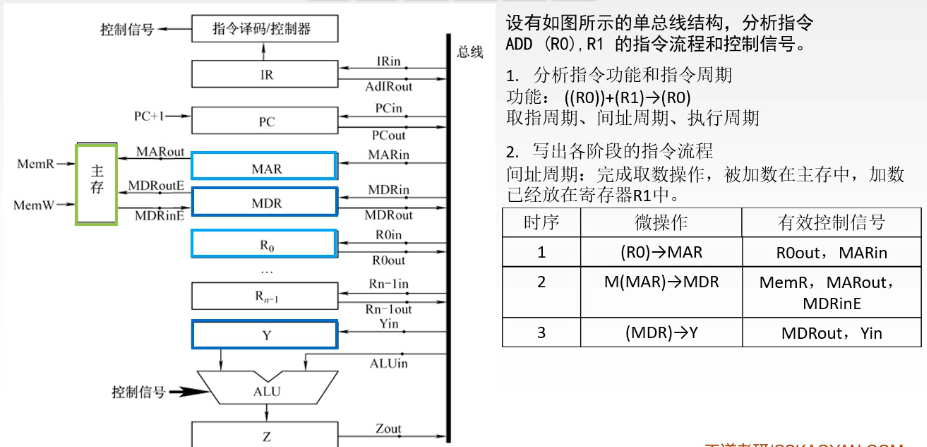 控制信号
指令译码/控制器
总线
IR
IRin
AdIRout
PC+1
PC
PCin
PCout
MemR
MemW
主存
MARout
MAR
MARin
MDRoutE
MDRinE
MDR
MDRin
MDRout
R0
R0in
R0out
...
Rn-1
Rn-1in
Rn-1out
Y
Yin
ALUin
控制信号
ALU
Z
Zout
设有如图所示的单总线结构，分析指令
ADD (R0),R1 的指令流程和控制信号。
1. 分析指令功能和指令周期
功能： ((R0))+(R1)→(R0)
取指周期、间址周期、执行周期
2. 写出各阶段的指令流程
间址周期：完成取数操作，被加数在主存中，加数
已经放在寄存器R1中。
时序 微操作 有效控制信号
1 (R0)→MAR R0out，MARin
2 M(MAR)→MDR MemR，MARout，
MDRinE
3 (MDR)→Y MDRout，Yin